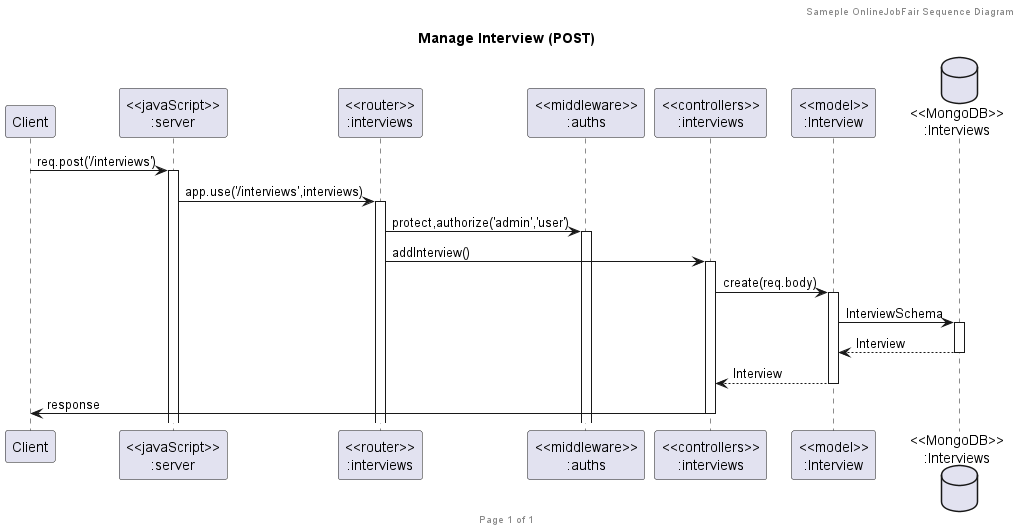 Sameple OnlineJobFair Sequence Diagram
Manage Interview (POST)
Client
<<javaScript>>
:server
<<router>>
:interviews
<<middleware>>
:auths
<<controllers>>
:interviews
<<model>>
:Interview
<<MongoDB>>
:Interviews
req.post('/interviews')
app.use('/interviews',interviews)
protect,authorize('admin','user')
addInterview()
create(req.body)
InterviewSchema
Interview
Interview
response
Client
<<javaScript>>
:server
<<router>>
:interviews
<<middleware>>
:auths
<<controllers>>
:interviews
<<model>>
:Interview
<<MongoDB>>
:Interviews
Page 1 of 1